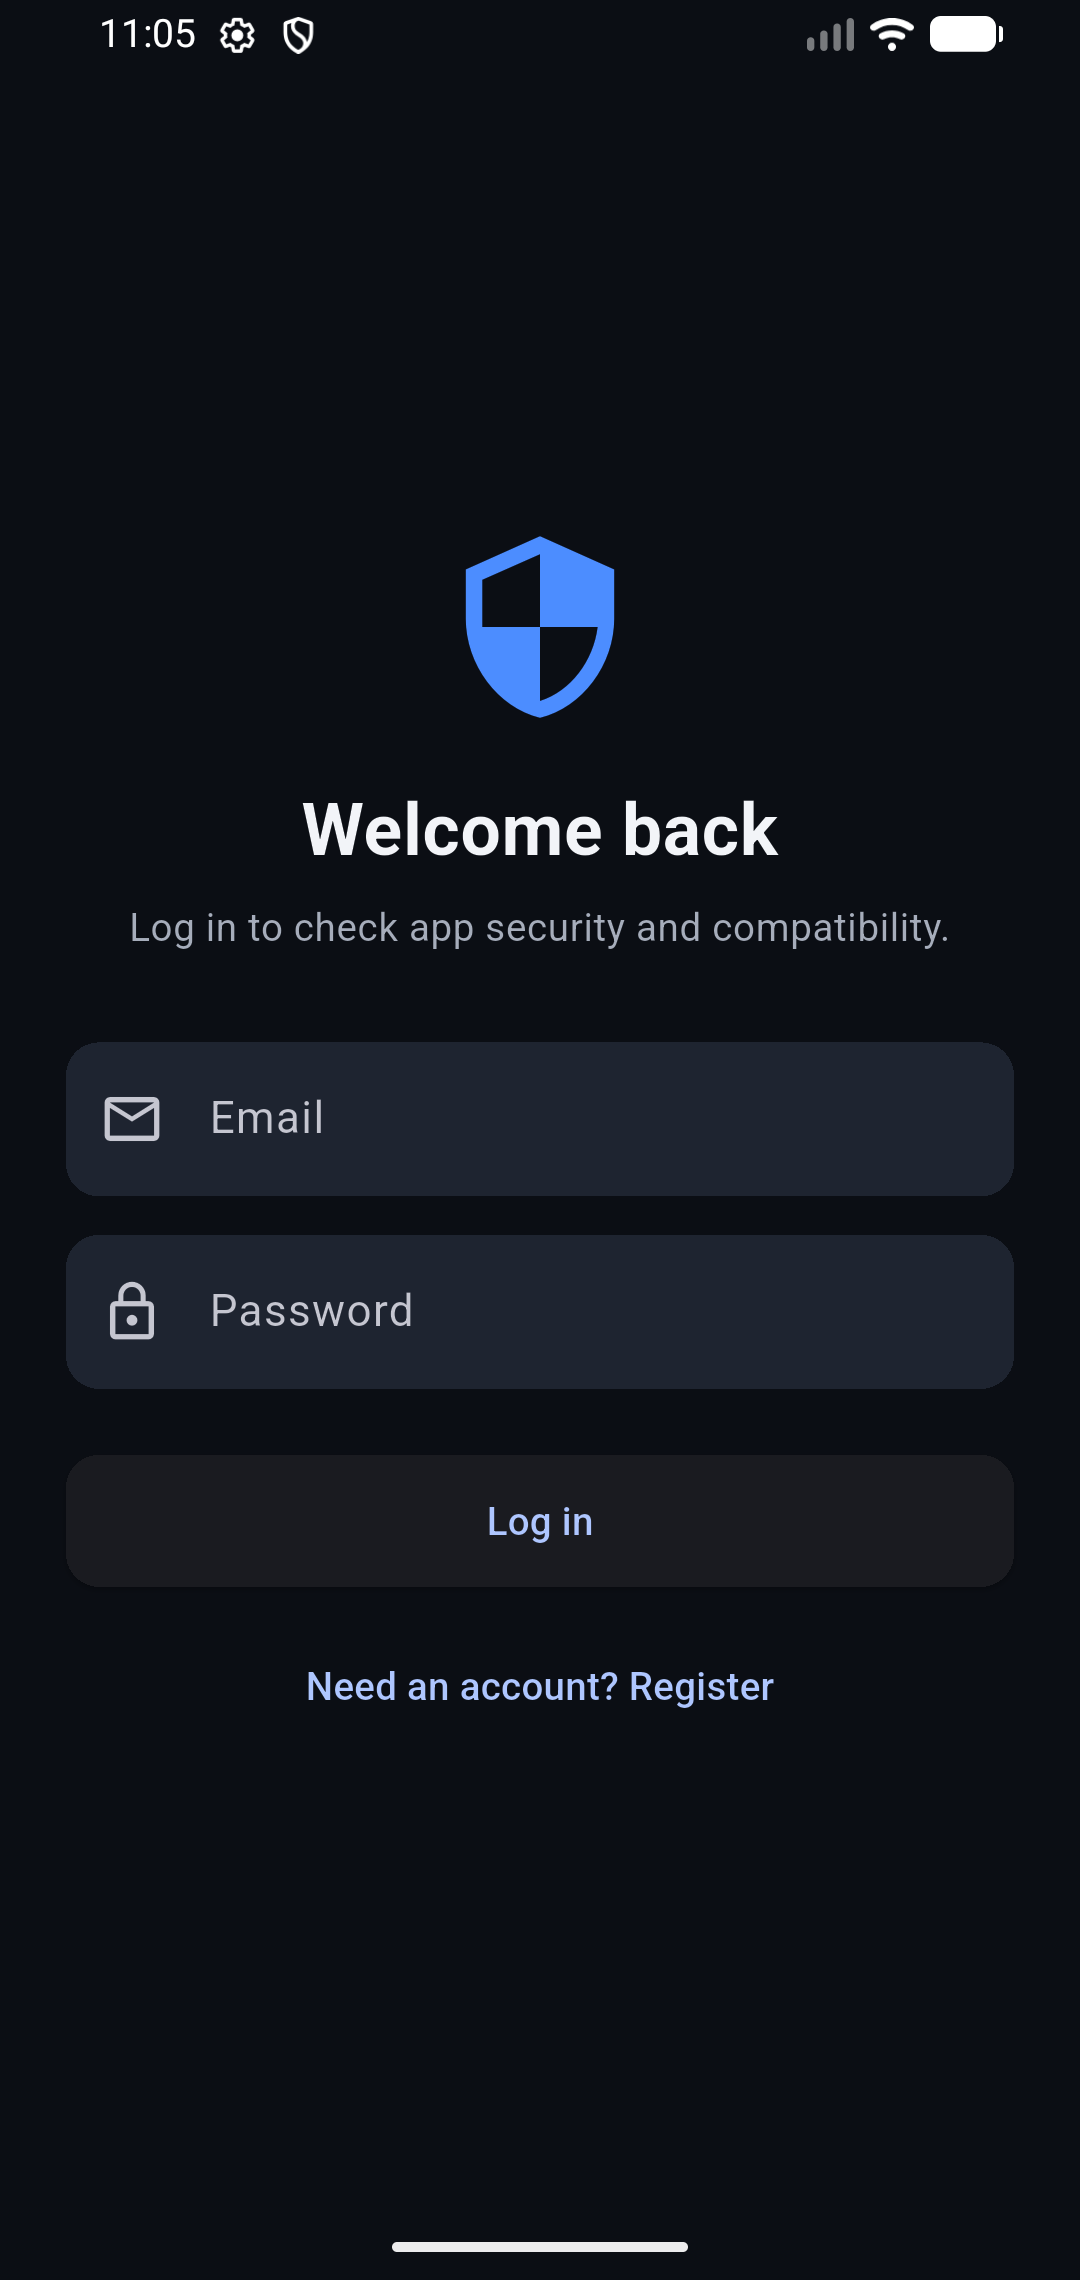 11:05
Welcome back
Log in to check app security and compatibility.
Email
Password
Log in
Need an account? Register